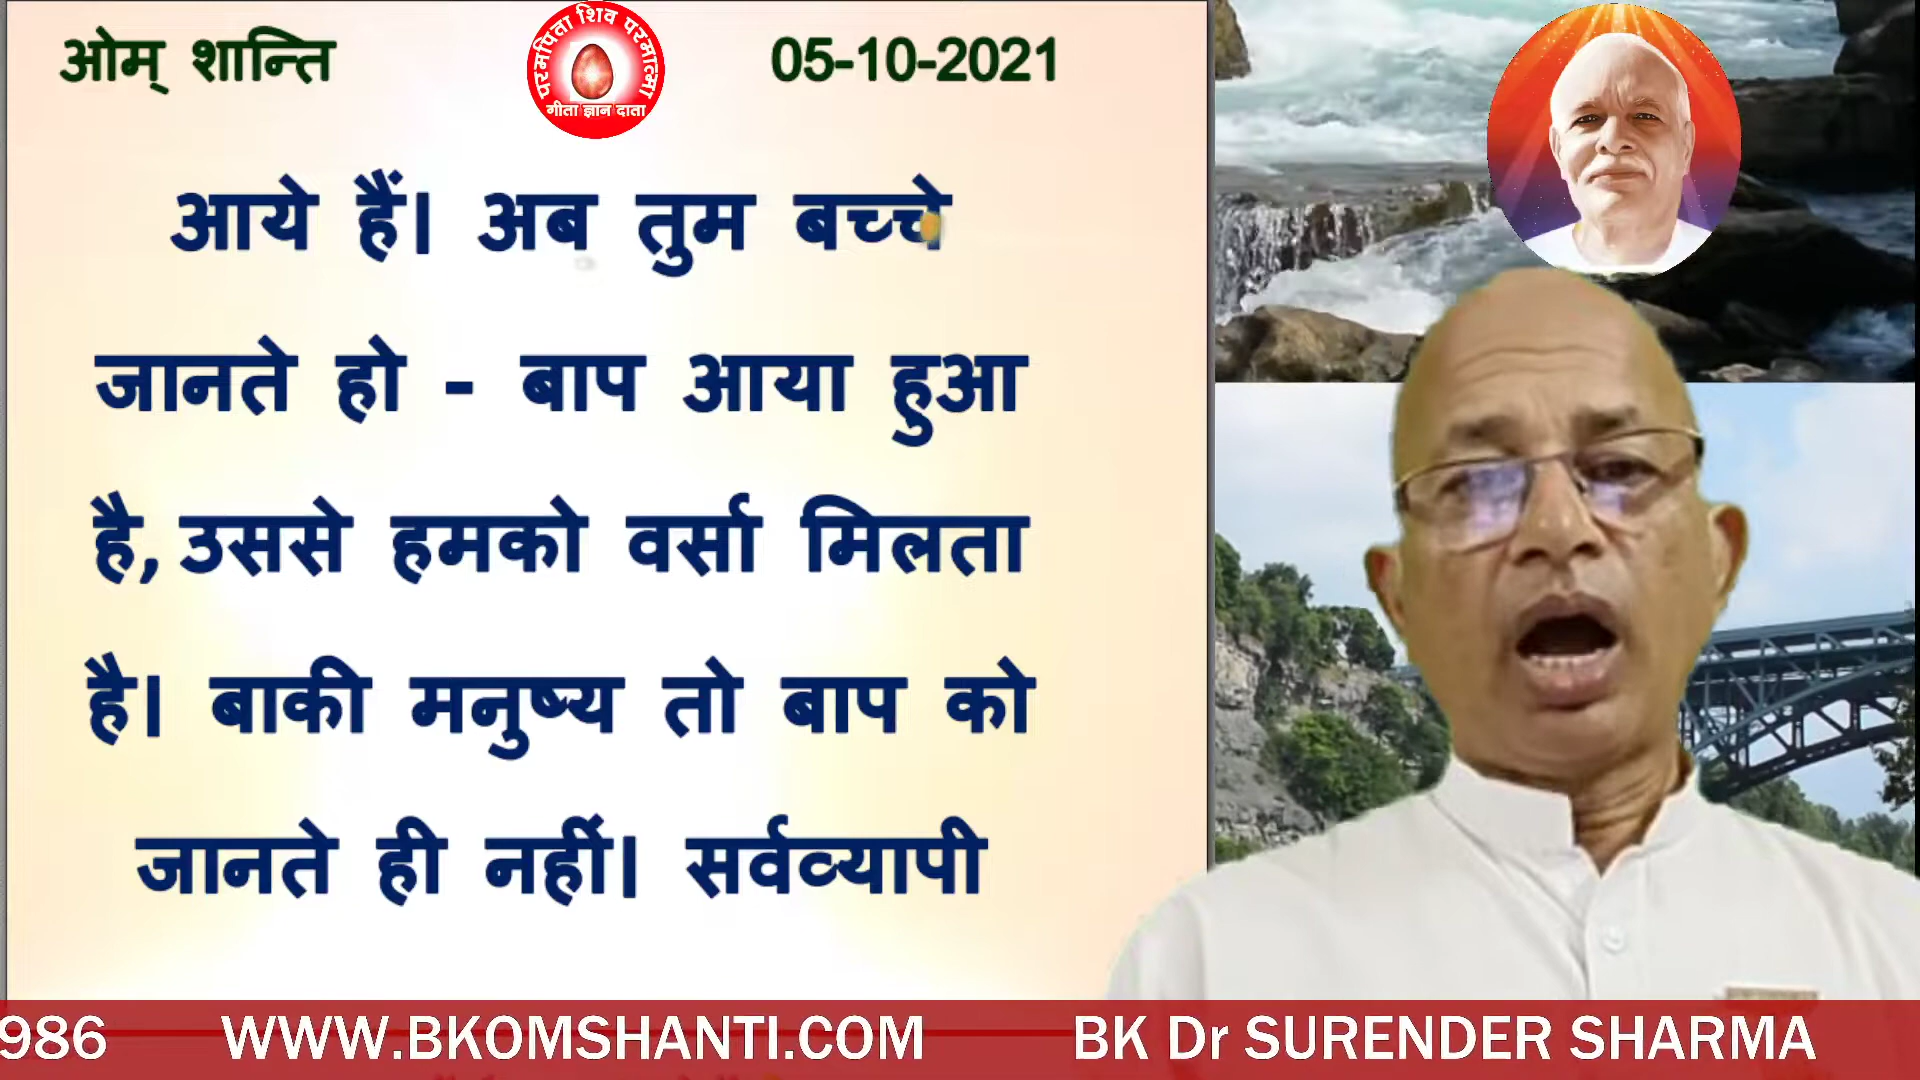 ओम् शान्ति
परमपिता शिव परमात्मा
गीता ज्ञान दाता
05-10-2021
आये हैं। अब तुम बच्चे
जानते हो - बाप आया हुआ
है, उससे हमको वर्सा मिलता
है। बाकी मनुष्य तो बाप को
जानते ही नहीं। सर्वव्यापी
986 WWW.BKOMSHANTI.COM BK Dr SURENDER SHARMA